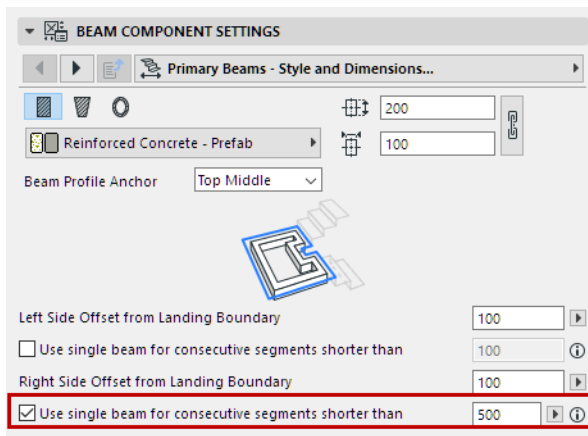 BEAM COMPONENT SETTINGS
Primary Beams - Style and Dimensions...
200
Reinforced Concrete - Prefab
100
Beam Profile Anchor Top Middle
Left Side Offset from Landing Boundary 100
Use single beam for consecutive segments shorter than 100
Right Side Offset from Landing Boundary 100
Use single beam for consecutive segments shorter than 500